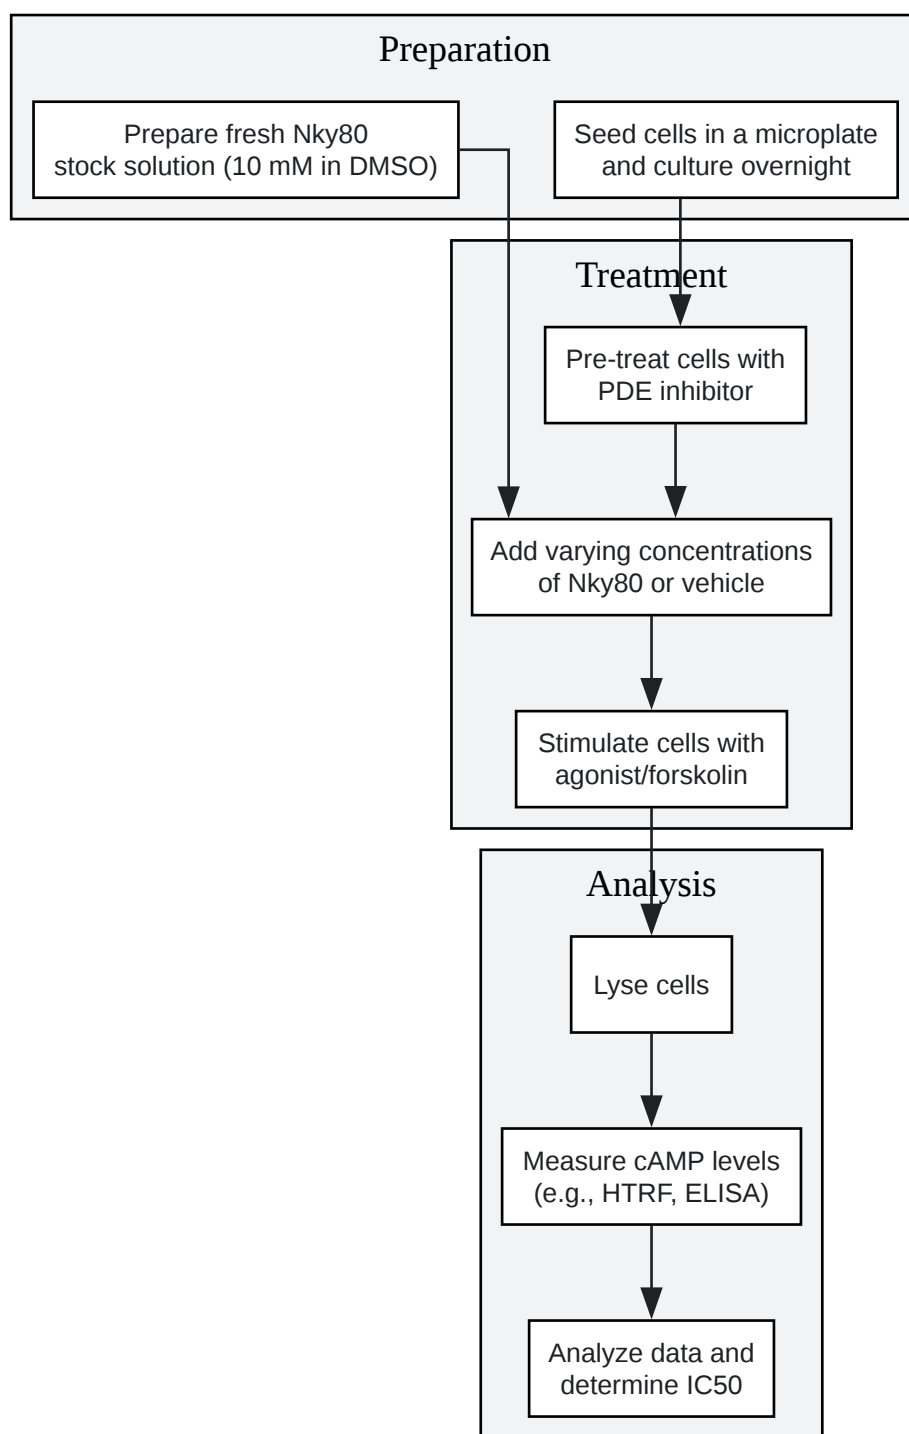 Preparation
Prepare fresh Nky80
stock solution (10 mM in DMSO)
Seed cells in a microplate
and culture overnight
Treatment
Pre-treat cells with
PDE inhibitor
Add varying concentrations
of Nky80 or vehicle
Stimulate cells with
agonist/forskolin
Analysis
Lyse cells
Measure cAMP levels
(e.g., HTRF, ELISA)
Analyze data and
determine IC50